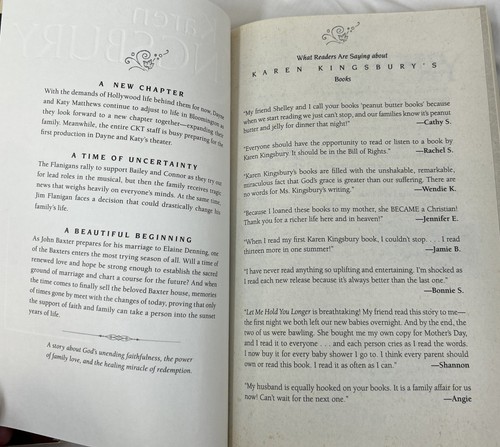 A NEW CHAPTER
With the demands of Hollywood life behind them for now, Dayne
and Katy Matthews continue to adjust to life in Bloomington as
they look forward to a new chapter together—expanding their
family. Meanwhile, the entire CKT staff is busy preparing for the
first production in Dayne and Katy's theater.
A TIME OF UNCERTAINTY
The Flanigans rally to support Bailey and Connor as they try out
for lead roles in the musical, but then the family receives tragic
news that weighs heavily on everyone's minds. At the same time,
Jim Flanigan faces a decision that could drastically change his
family's life.
A BEAUTIFUL BEGINNING
As John Baxter prepares for his marriage to Elaine Denning, one
of the Baxters enters the most trying season of all. Will a time of
renewed love and hope be strong enough to establish the sacred
ground of marriage and chart a course for the future? And when
the time comes to finally sell the beloved Baxter house, memories
of times gone by meet with the changes of today, proving that only
the support of faith and family can take a person into the sunset
years of life.
A story about God's unending faithfulness, the power
of family love, and the healing miracle of redemption.
What Readers Are Saying about
KAREN KINGSBURY'S
Books
"My friend Shelley and I call your books 'peanut butter books' because
when we start reading we just can't stop, and our families know it's peanut
butter and jelly for dinner that night!" —Cathy S.
"Everyone should have the opportunity to read or listen to a book by
Karen Kingsbury. It should be in the Bill of Rights." —Rachel S.
"Karen Kingsbury's books are filled with the unshakable, remarkable,
miraculous fact that God's grace is greater than our suffering. There are
no words for Ms. Kingsbury's writing." —Wendie K.
"Because I loaned these books to my mother, she BECAME a Christian!
Thank you for a richer life here and in heaven!" —Jennifer E.
"When I read my first Karen Kingsbury book, I couldn't stop. . . . I read
thirteen more in one summer!" —Jamie B.
"I have never read anything so uplifting and entertaining. I'm shocked as
I read each new release because it's always better than the last one."
—Bonnie S.
"Let Me Hold You Longer is breathtaking! My friend read this story to me—
the first night we both left our new babies overnight. And by the end, the
two of us were bawling. She bought me my own copy for Mother's Day,
and I read it to everyone . . . and each person cries as I read the words.
I now buy it for every baby shower I go to. I think every parent should
own or read this book. I read it as often as I can." —Shannon
"My husband is equally hooked on your books. It is a family affair for us
now! Can't wait for the next one." —Angie